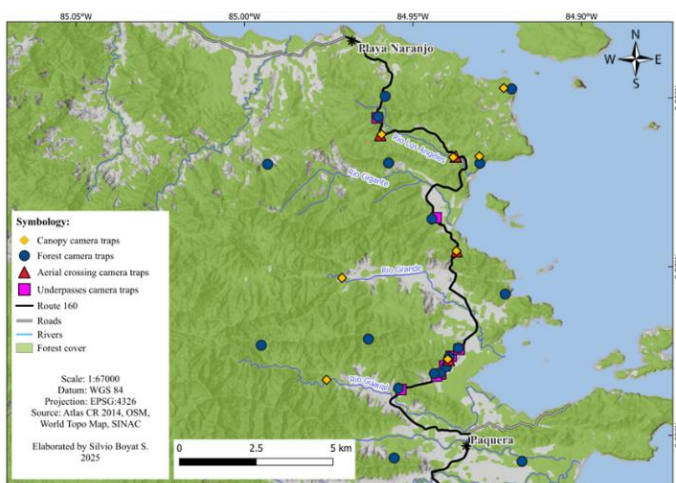 85.05°W 85.00°W 84.95°W 84.90°W
Playa Naranjo
N
W E
S
Río Los Ángeles
Río Gigante
Río Grande
Río Guarial
Paquera
Symbology:
Canopy camera traps
Forest camera traps
Aerial crossing camera traps
Underpasses camera traps
Route 160
Roads
Rivers
Forest cover
Scale: 1:67000
Datum: WGS 84
Projection: EPSG:4326
Source: Atlas CR 2014, OSM,
World Topo Map, SINAC
Elaborated by Silvio Boyat S.
2025
0 2.5 5 km